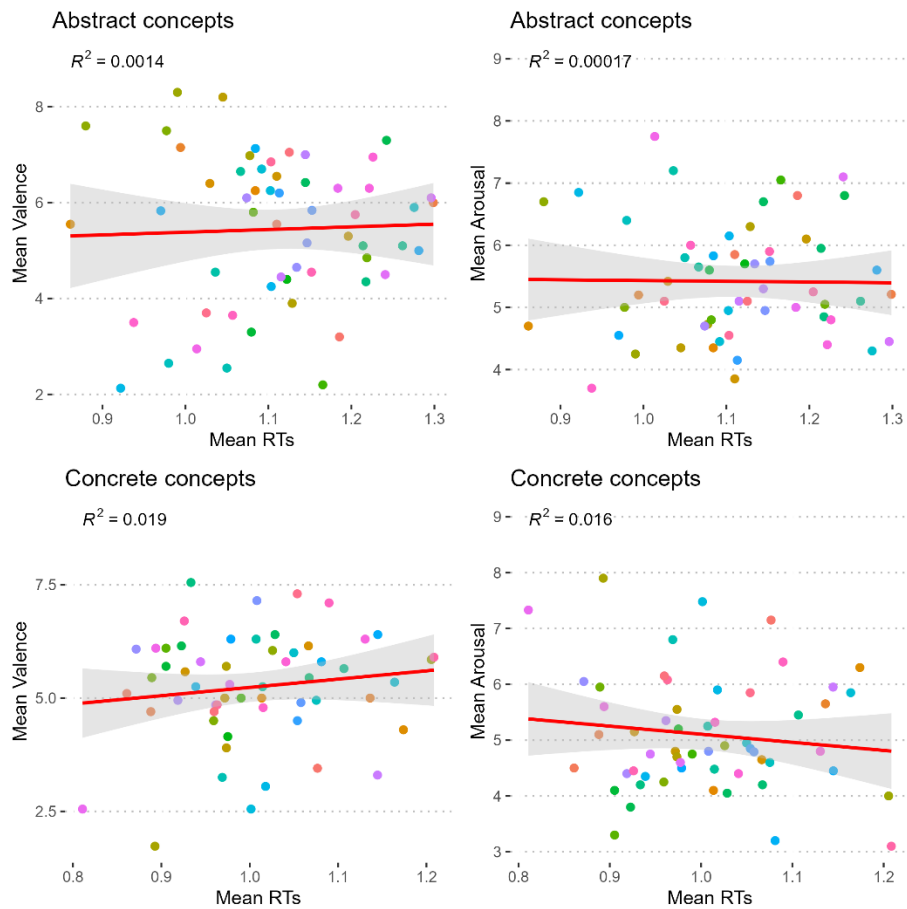 Abstract concepts
R² = 0.0014
8
6
4
2
Mean Valence
0.9 1.0 1.1 1.2 1.3
Mean RTs
Abstract concepts
R² = 0.00017
9
8
7
6
5
4
Mean Arousal
0.9 1.0 1.1 1.2 1.3
Mean RTs
Concrete concepts
R² = 0.019
7.5
5.0
2.5
Mean Valence
0.8 0.9 1.0 1.1 1.2
Mean RTs
Concrete concepts
R² = 0.016
9
8
7
6
5
4
3
Mean Arousal
0.8 0.9 1.0 1.1 1.2
Mean RTs